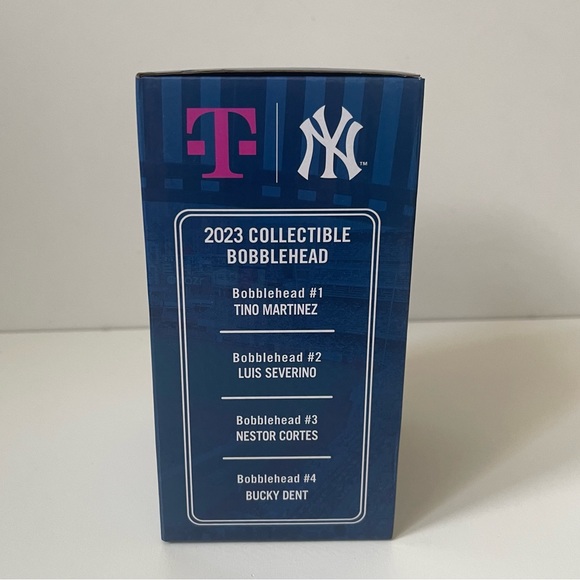 T NY™
2023 COLLECTIBLE
BOBBLEHEAD
Bobblehead #1
TINO MARTINEZ
Bobblehead #2
LUIS SEVERINO
Bobblehead #3
NESTOR CORTES
Bobblehead #4
BUCKY DENT